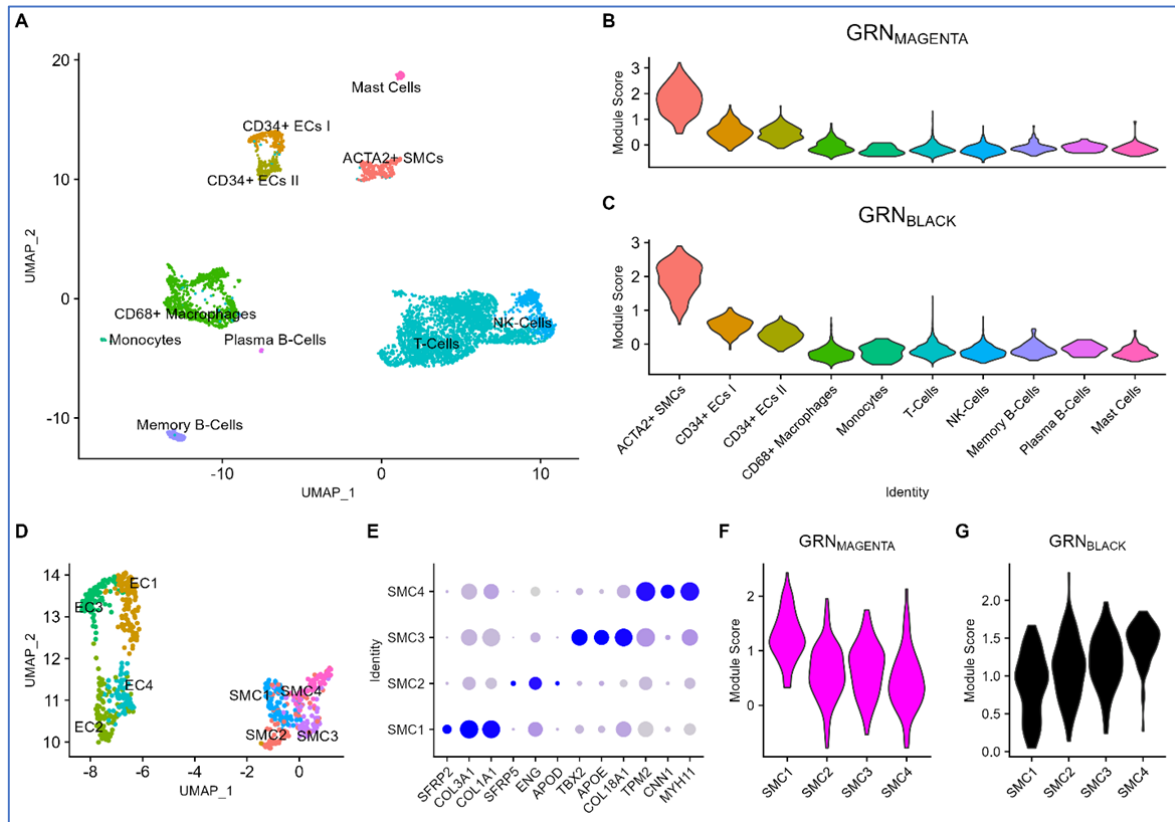 A
20
10
0
-10
-10
0
10
UMAP_2
UMAP_1
Mast Cells
CD34+ ECs I
ACTA2+ SMCs
CD34+ ECs II
CD68+ Macrophages
NK-Cells
Monocytes
Plasma B-Cells
T-Cells
Memory B-Cells
B
GRNMAGENTA
Module Score
3
2
1
0
C
GRNBLACK
Module Score
3
2
1
0
ACTA2+ SMCs
CD34+ ECs I
CD34+ ECs II
CD68+ Macrophages
Monocytes
T-Cells
NK-Cells
Memory B-Cells
Plasma B-Cells
Mast Cells
Identity
D
14
13
12
11
10
-8
-6
-4
-2
0
UMAP_2
UMAP_1
EC1
EC3
EC4
EC2
SMC1
SMC4
SMC2
SMC3
E
Identity
SMC4
SMC3
SMC2
SMC1
SFRP2
COL3A1
COL1A1
SFRP5
ENG
APOD
TBX2
APOE
COL18A1
TPM2
CNN1
MYH11
F
GRNMAGENTA
Module Score
2
1
0
SMC1
SMC2
SMC3
SMC4
G
GRNBLACK
Module Score
2.0
1.5
1.0
0.5
0.0
SMC1
SMC2
SMC3
SMC4